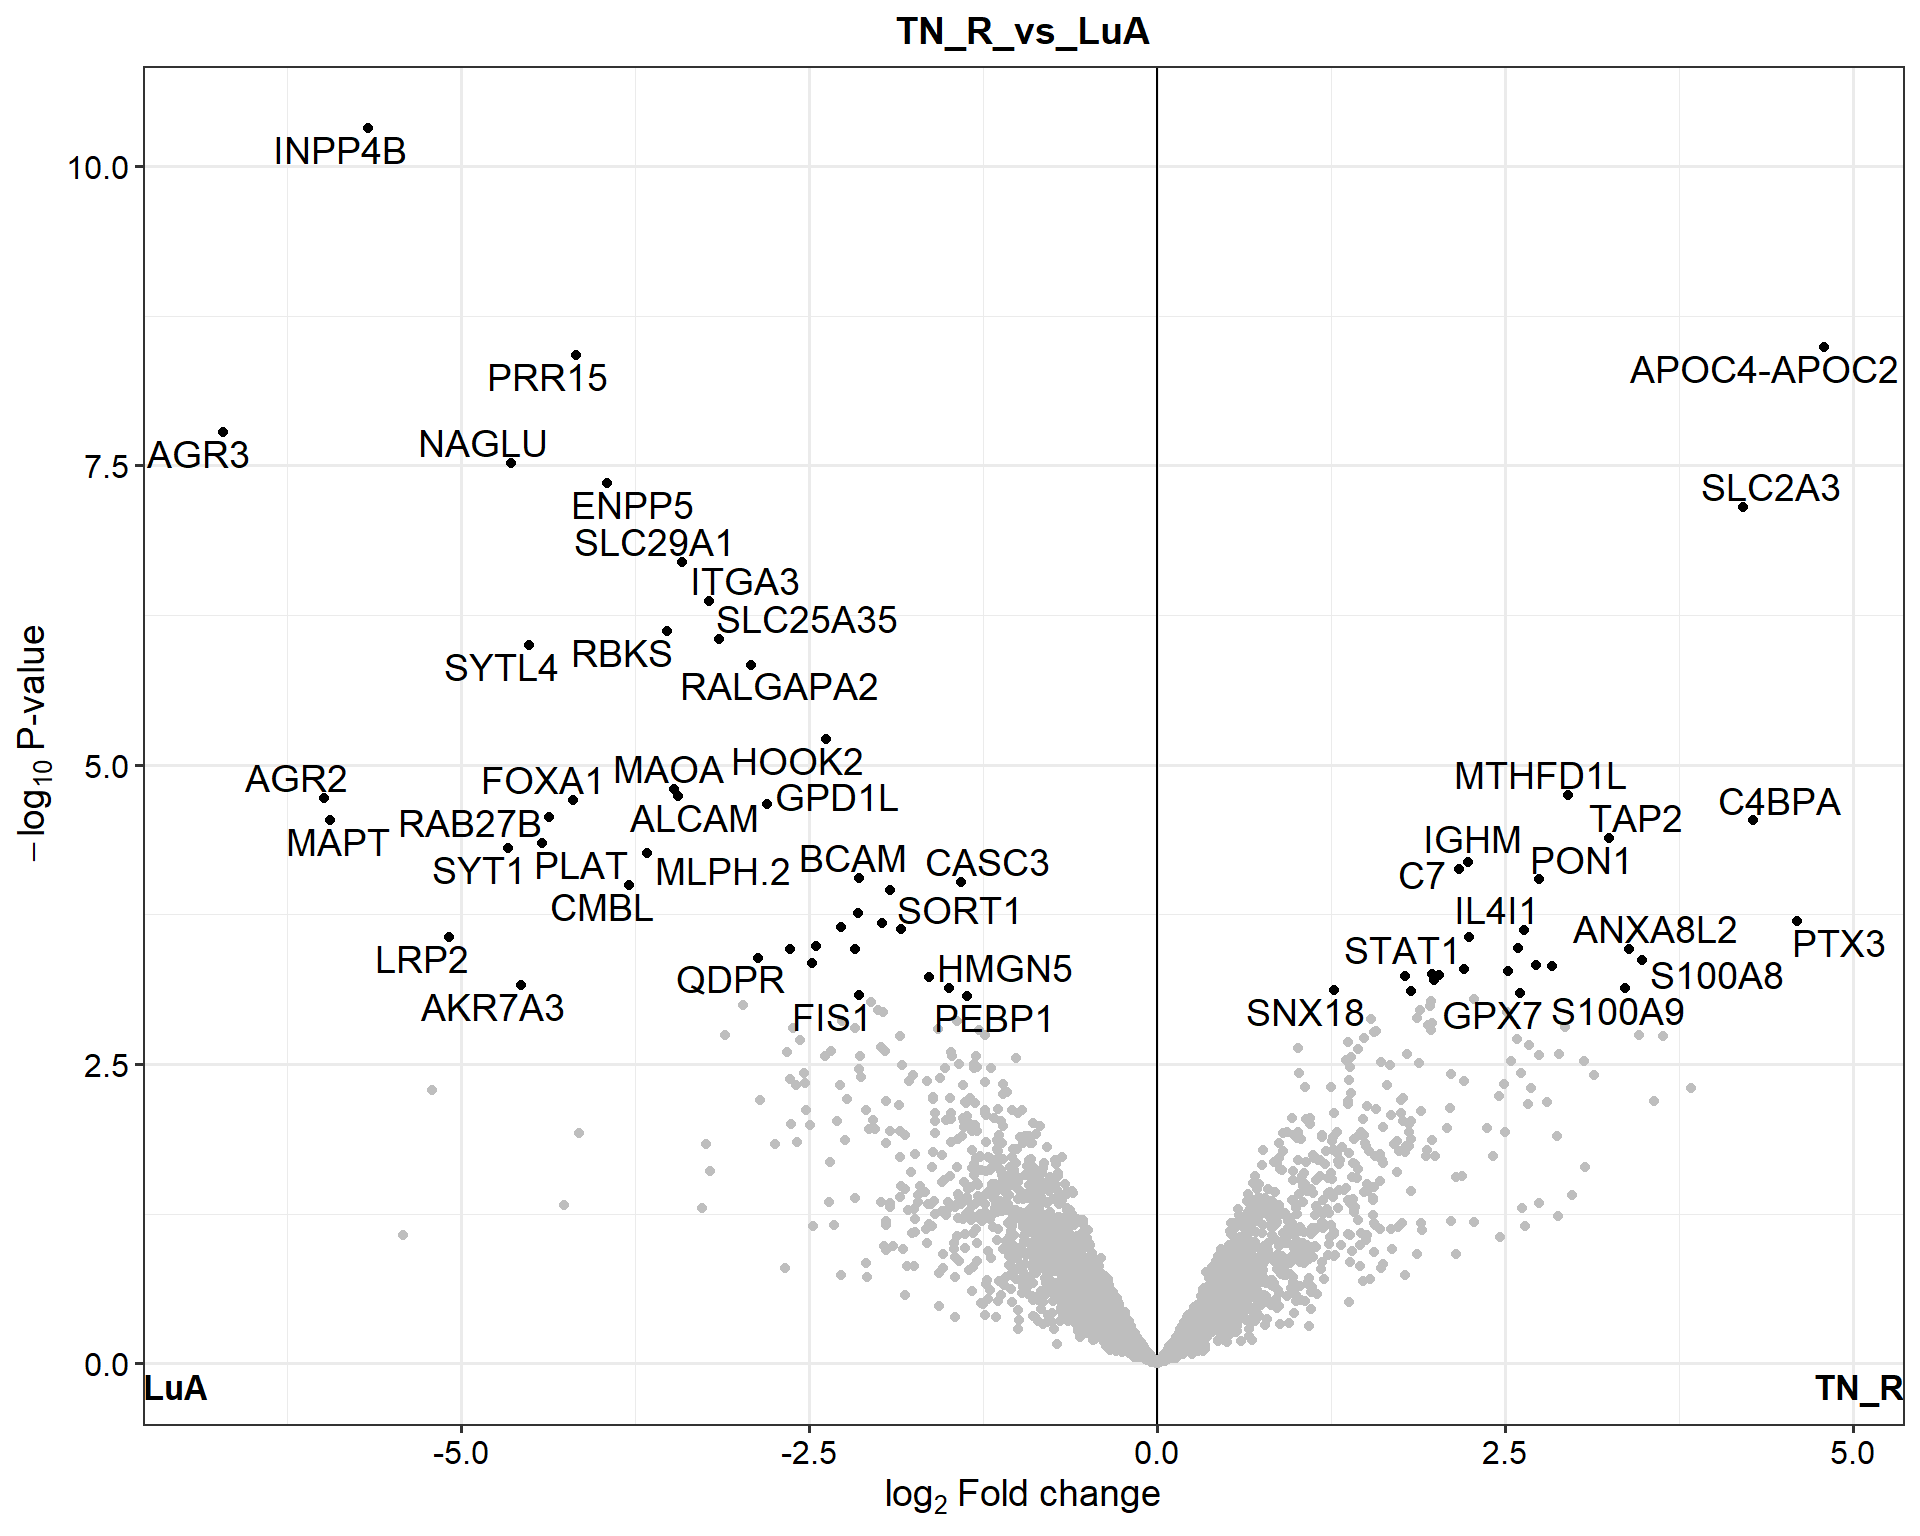 TN_R_vs_LuA
INPP4B
10.0
PRR15
APOC4-APOC2
AGR3
NAGLU
7.5
SLC2A3
ENPP5
SLC29A1
ITGA3
SLC25A35
RBKS
SYTL4
RALGAPA2
−log10 P-value
5.0
AGR2
FOXA1
MAOA
HOOK2
MTHFD1L
GPD1L
C4BPA
MAPT
RAB27B
ALCAM
TAP2
IGHM
SYT1
PLAT
MLPH.2
BCAM
CASC3
C7
PON1
CMBL
SORT1
IL4I1
ANXA8L2
PTX3
LRP2
STAT1
QDPR
HMGN5
S100A8
AKR7A3
FIS1
PEBP1
SNX18
GPX7
S100A9
2.5
0.0
LuA
TN_R
-5.0
-2.5
0.0
2.5
5.0
log2 Fold change